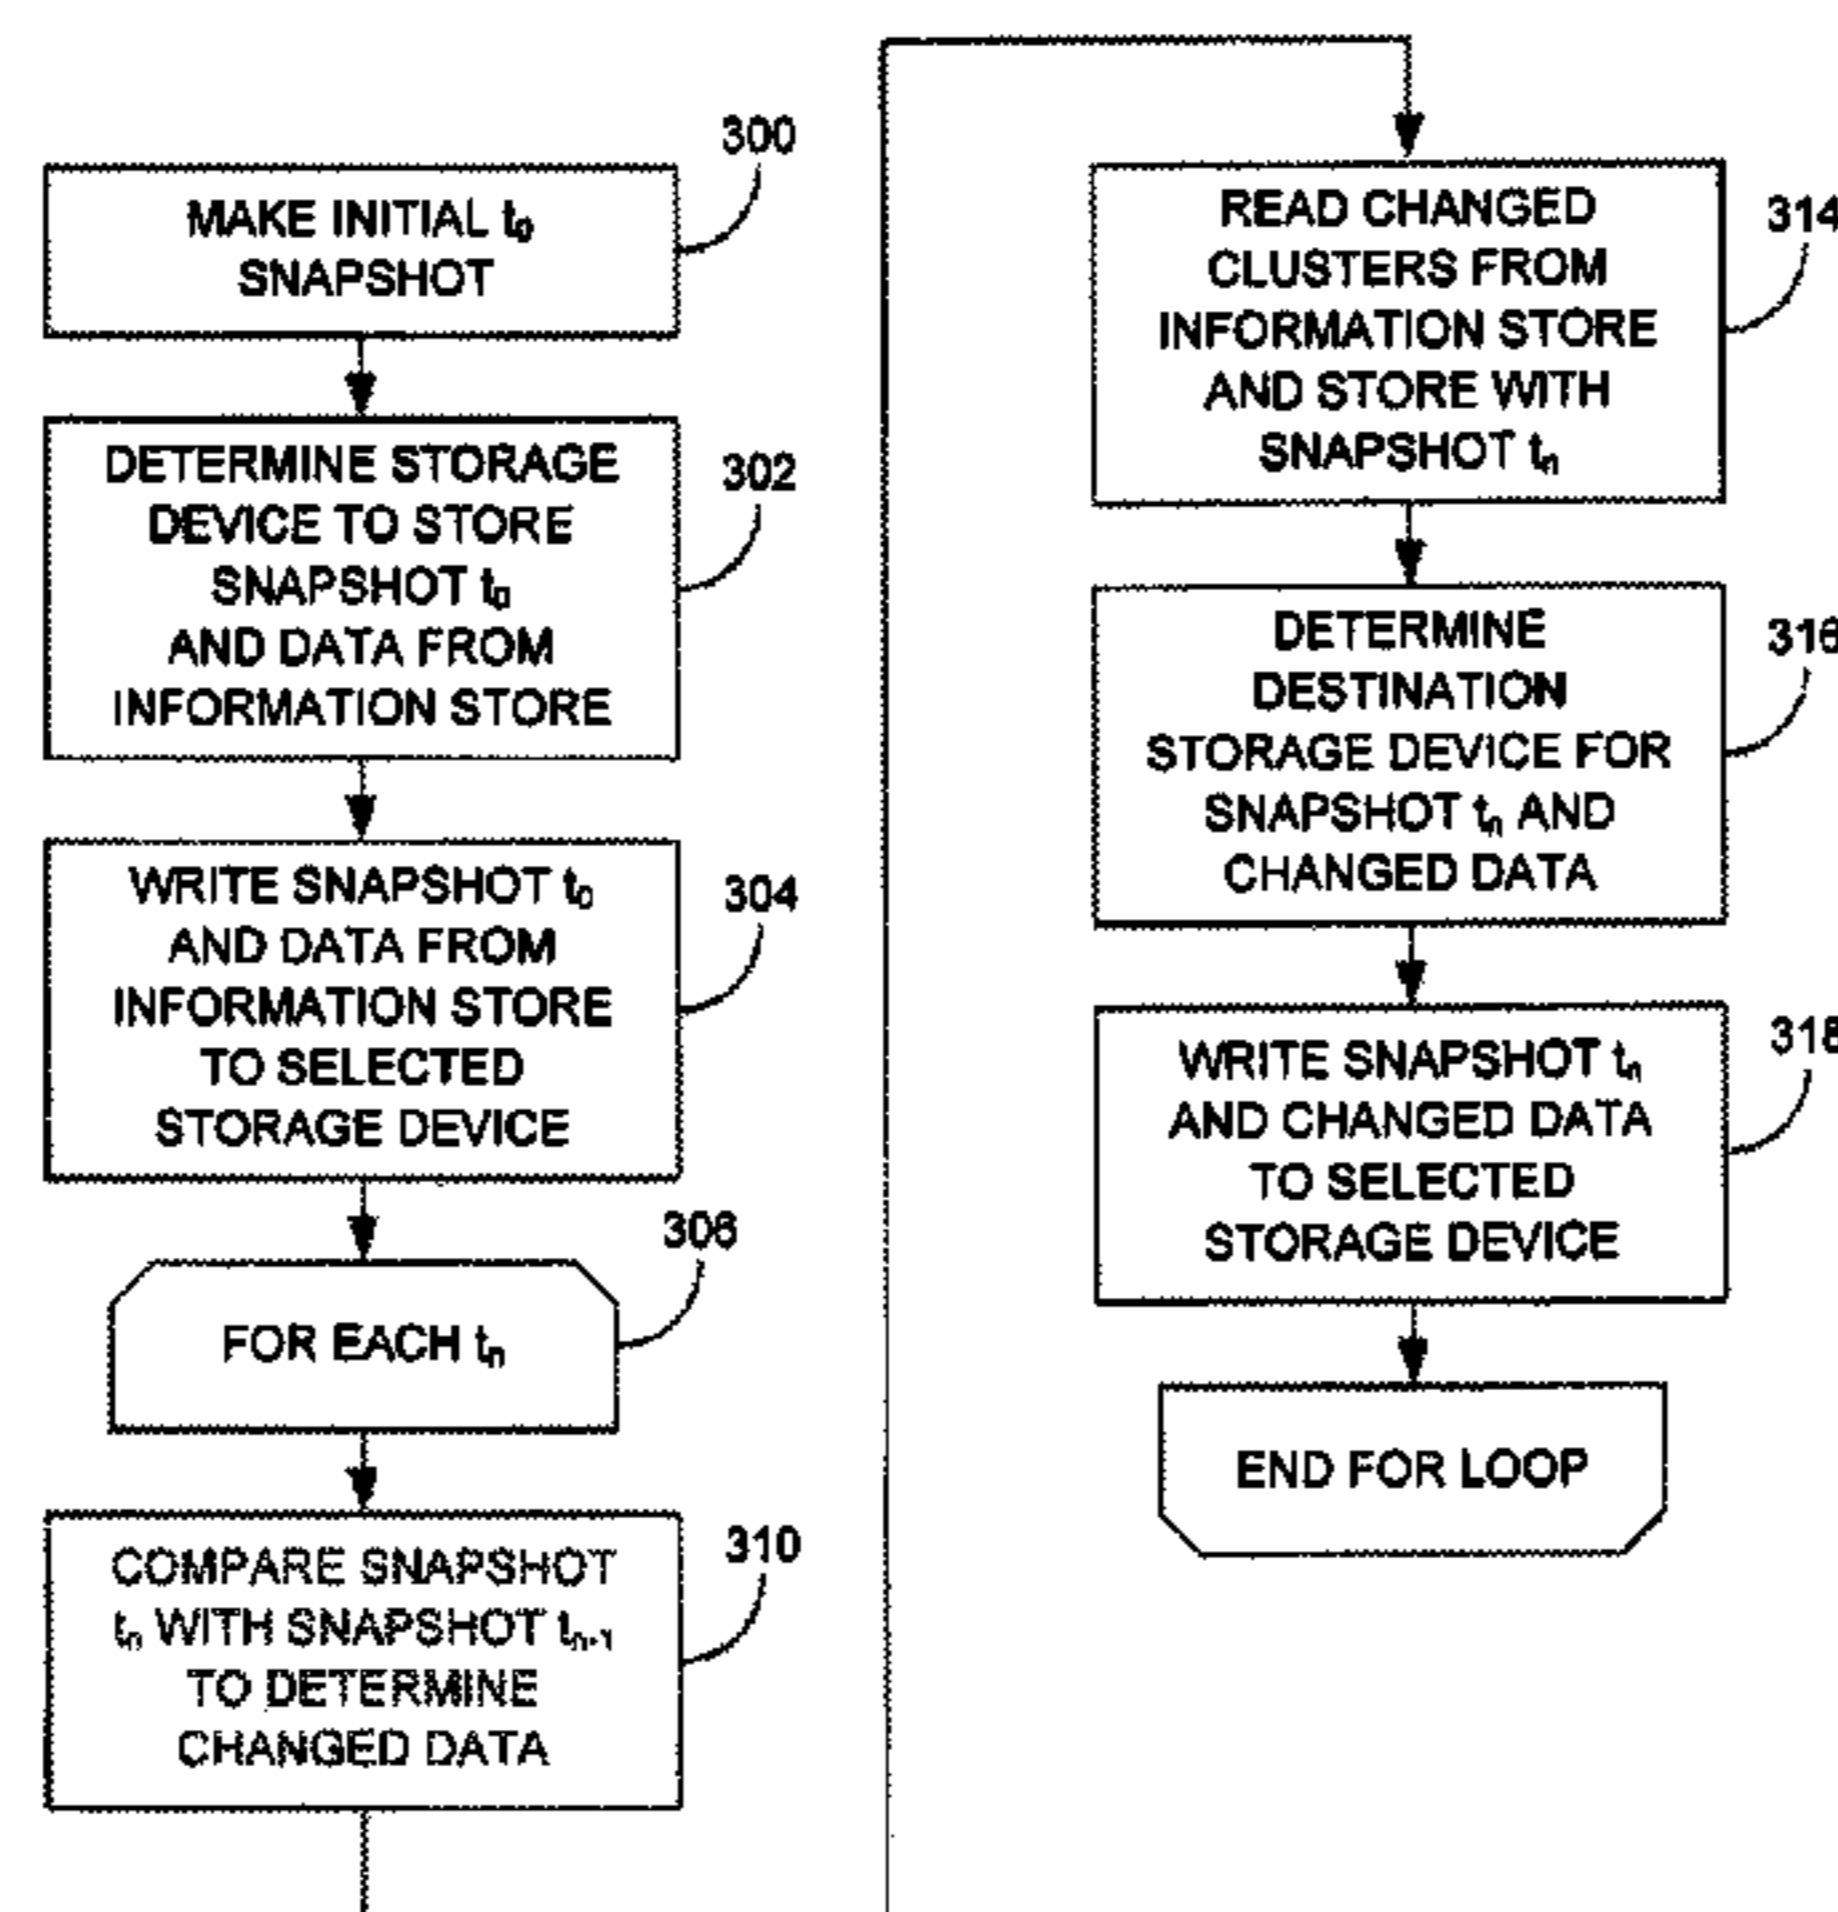 300
MAKE INITIAL t0
SNAPSHOT
302
DETERMINE STORAGE
DEVICE TO STORE
SNAPSHOT t0
AND DATA FROM
INFORMATION STORE
304
WRITE SNAPSHOT t0
AND DATA FROM
INFORMATION STORE
TO SELECTED
STORAGE DEVICE
306
FOR EACH tn
310
COMPARE SNAPSHOT
tn WITH SNAPSHOT tn-1
TO DETERMINE
CHANGED DATA
314
READ CHANGED
CLUSTERS FROM
INFORMATION STORE
AND STORE WITH
SNAPSHOT tn
316
DETERMINE
DESTINATION
STORAGE DEVICE FOR
SNAPSHOT tn AND
CHANGED DATA
318
WRITE SNAPSHOT tn
AND CHANGED DATA
TO SELECTED
STORAGE DEVICE
END FOR LOOP